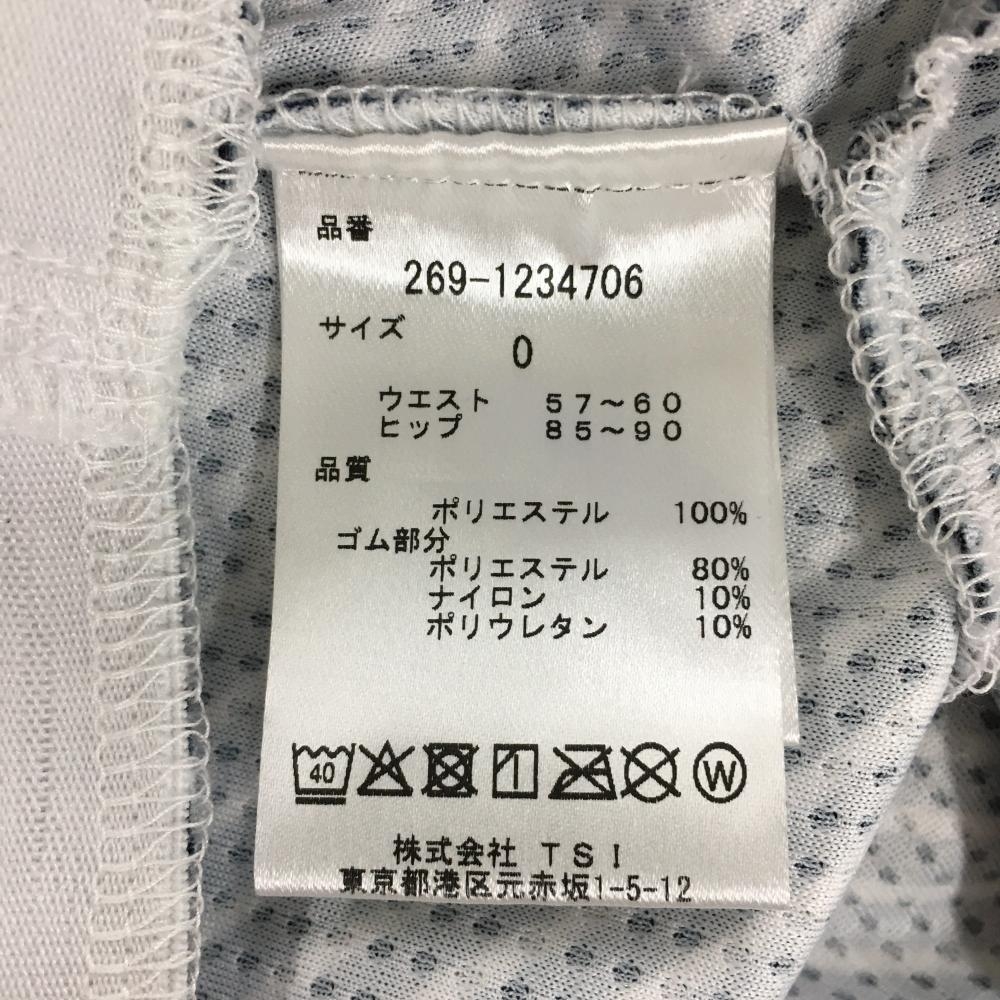 品番
269-1234706
サイズ
0
ウエスト 57〜60
ヒップ 85〜90
品質
ポリエステル 100%
ゴム部分
ポリエステル 80%
ナイロン 10%
ポリウレタン 10%
40 W
株式会社 TSI
東京都港区元赤坂1-5-12